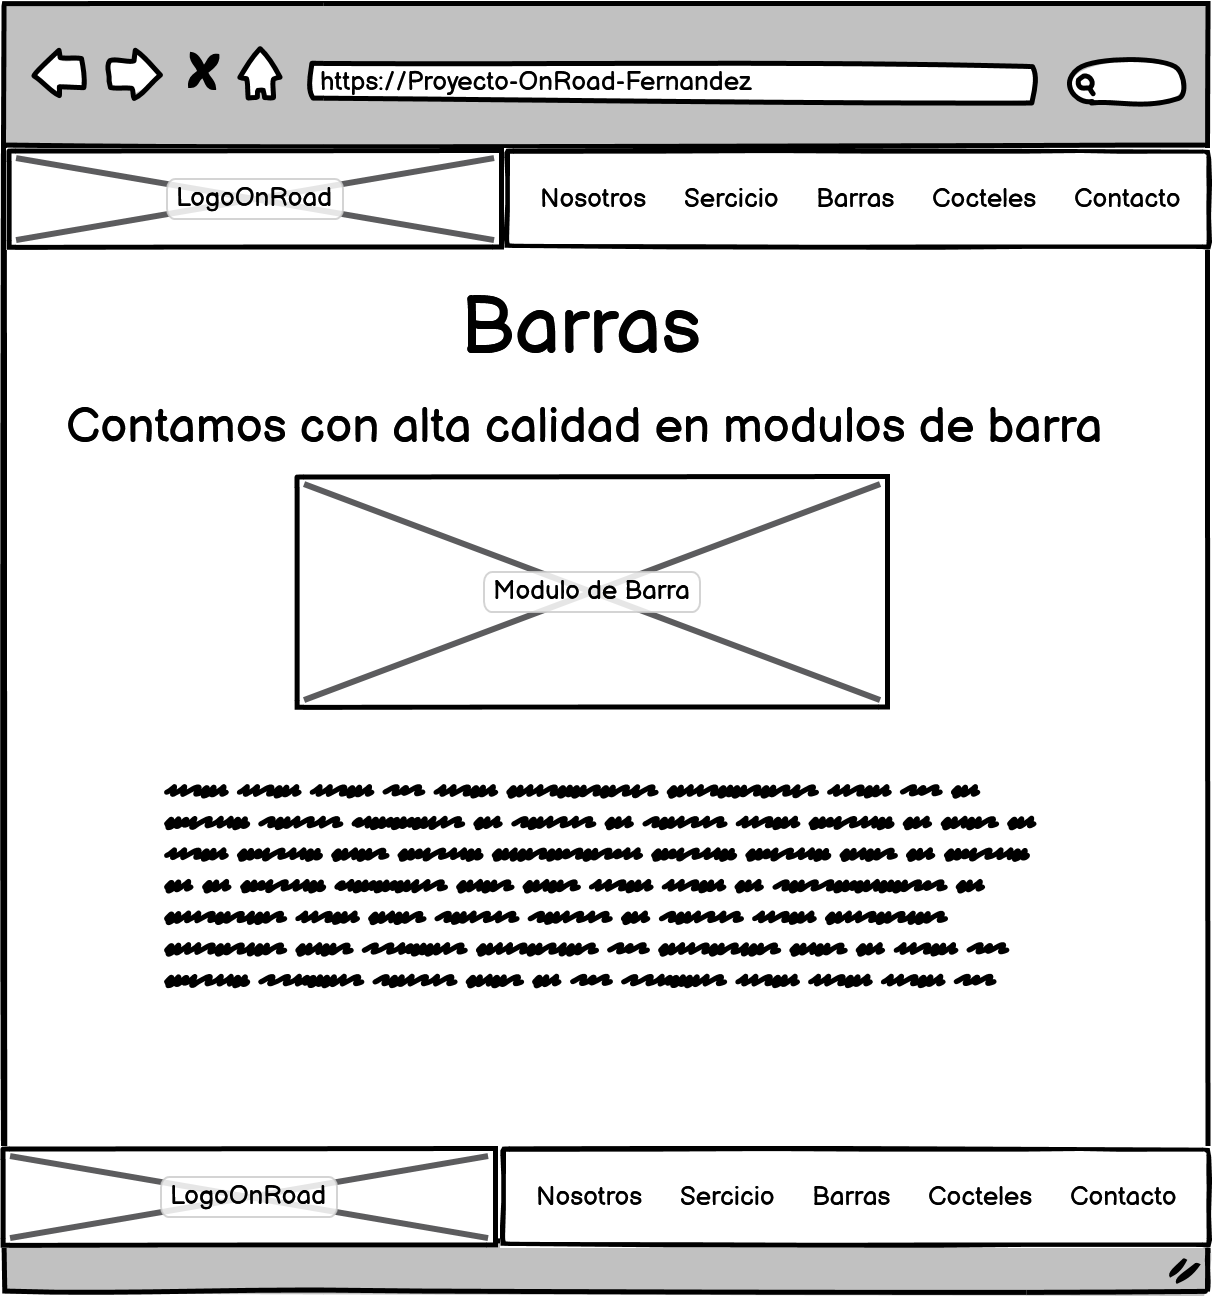 https://Proyecto-OnRoad-Fernandez
LogoOnRoad
Nosotros Sercicio Barras Cocteles Contacto
Barras
Contamos con alta calidad en modulos de barra
Modulo de Barra
LogoOnRoad
Nosotros Sercicio Barras Cocteles Contacto